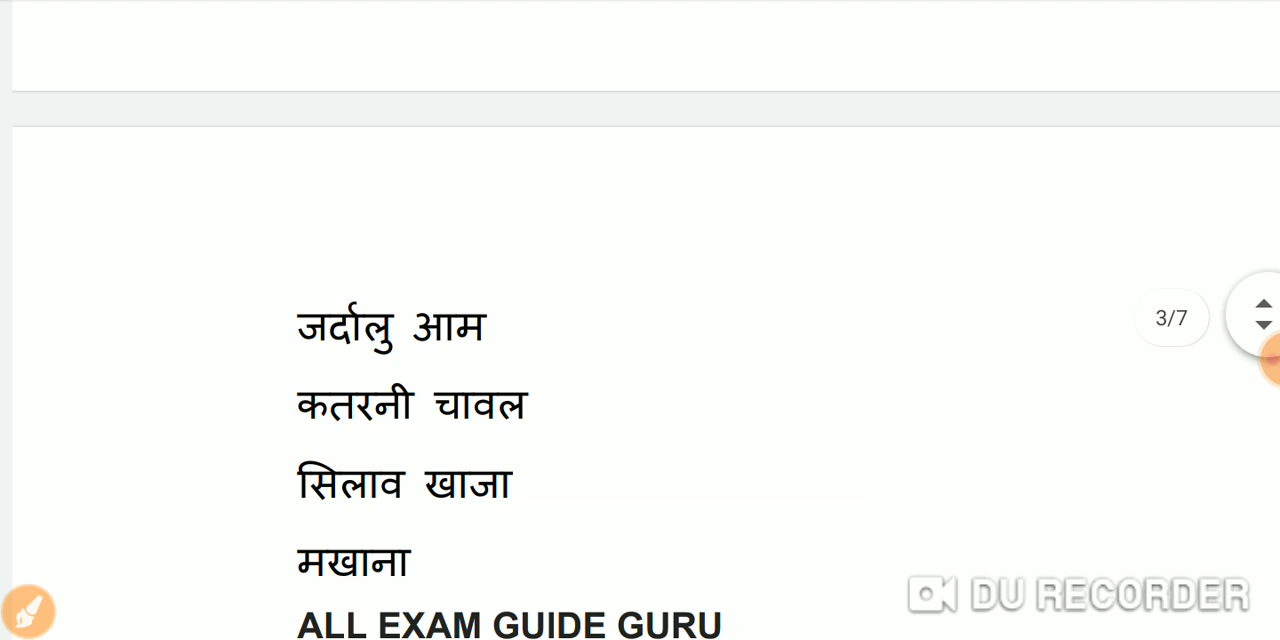 3/7
जर्दालु आम
कतरनी चावल
सिलाव खाजा
मखाना
DU RECORDER
ALL EXAM GUIDE GURU